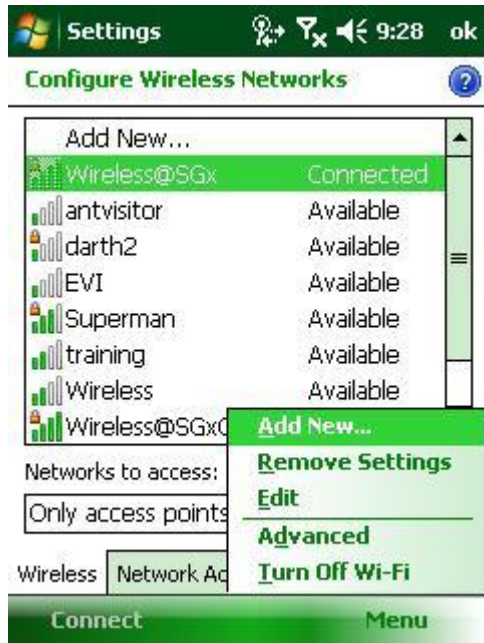 Settings 9:28 ok
Configure Wireless Networks ?
Add New...
Wireless@SGx Connected
antvisitor Available
darth2 Available
EVI Available
Superman Available
training Available
Wireless Available
Wireless@SGx
Add New...
Remove Settings
Edit
Advanced
Turn Off Wi-Fi
Networks to access:
Only access points
Wireless Network
Connect Menu